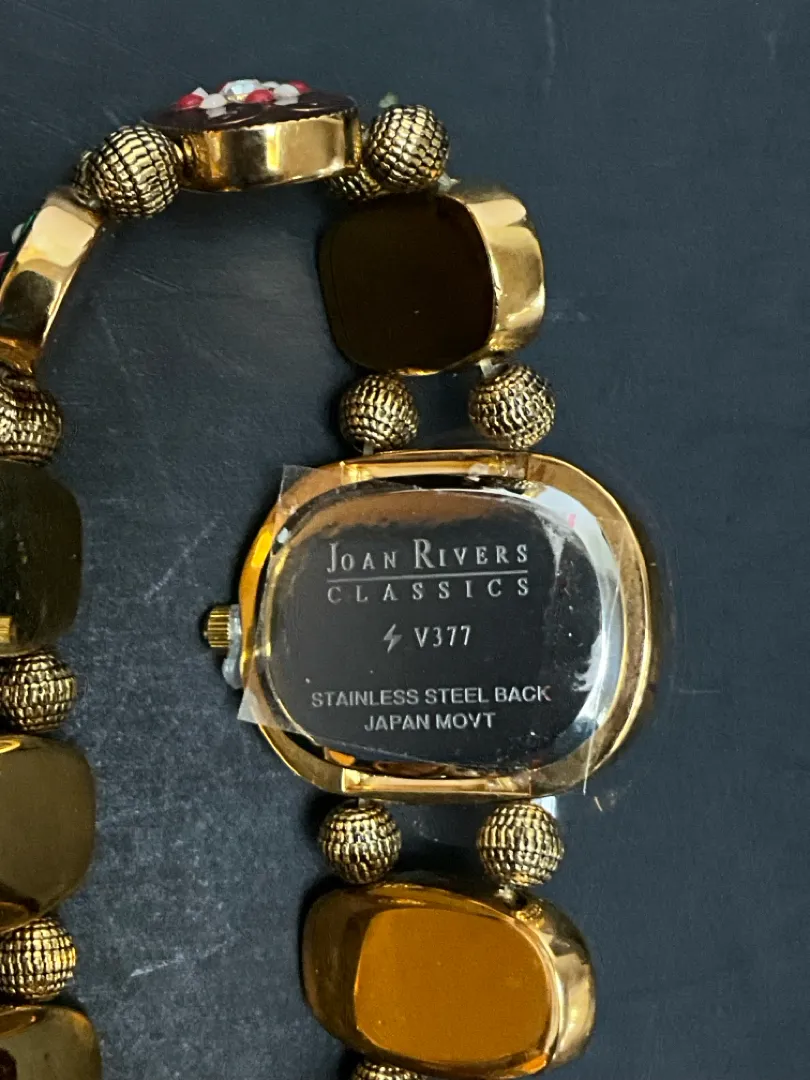 JOAN RIVERS
CLASSICS
V377
STAINLESS STEEL BACK
JAPAN MOVT